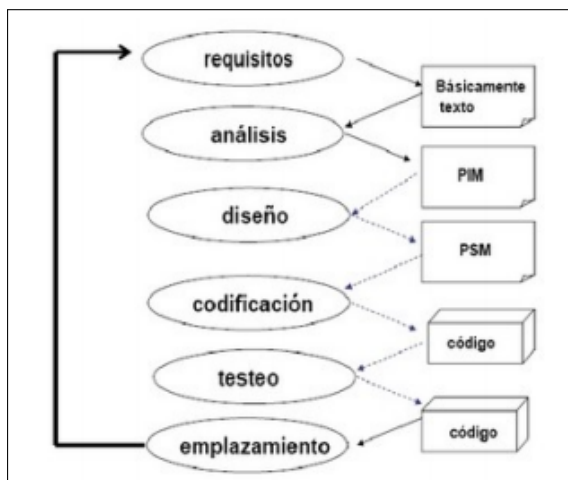 requisitos
Básicamente
texto
análisis
PIM
diseño
PSM
codificación
código
testeo
código
emplazamiento